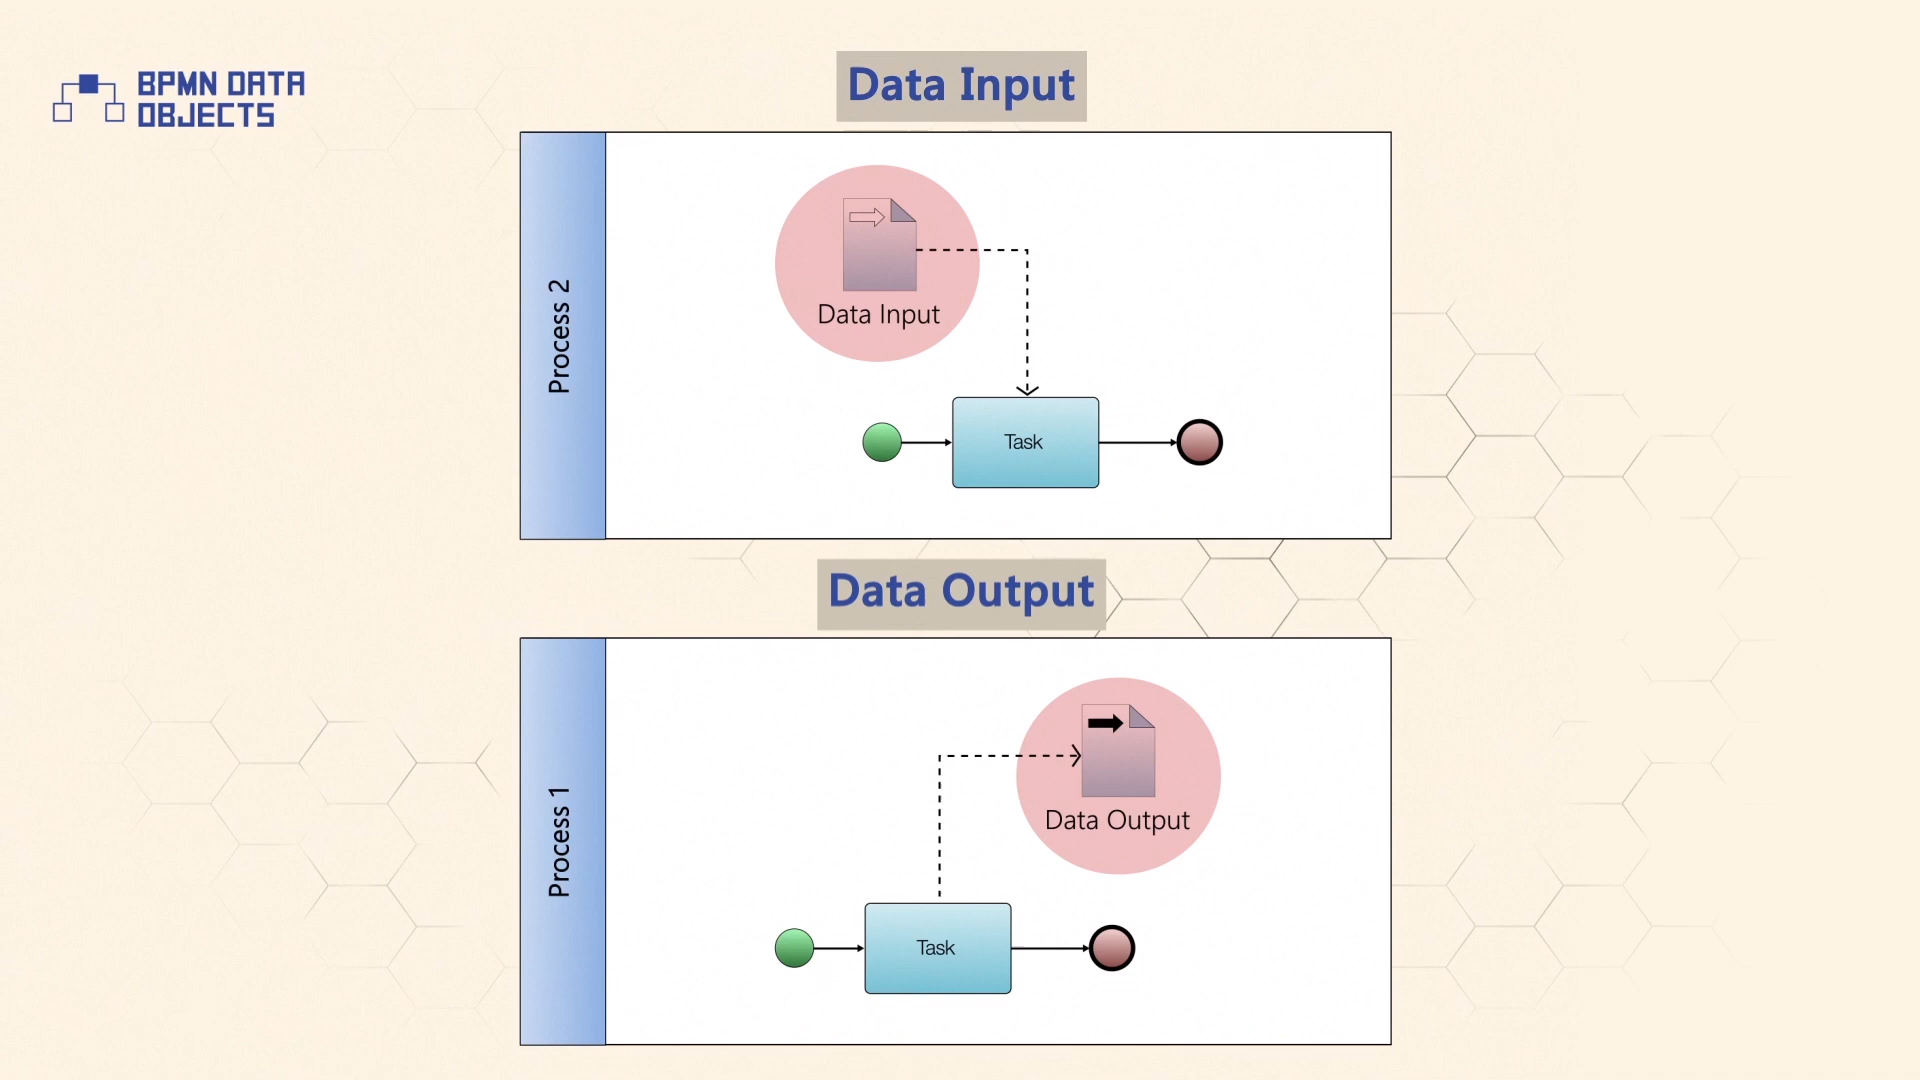 BPMN DATA
OBJECTS
Data Input
Process 2
Data Input
Task
Data Output
Process 1
Data Output
Task